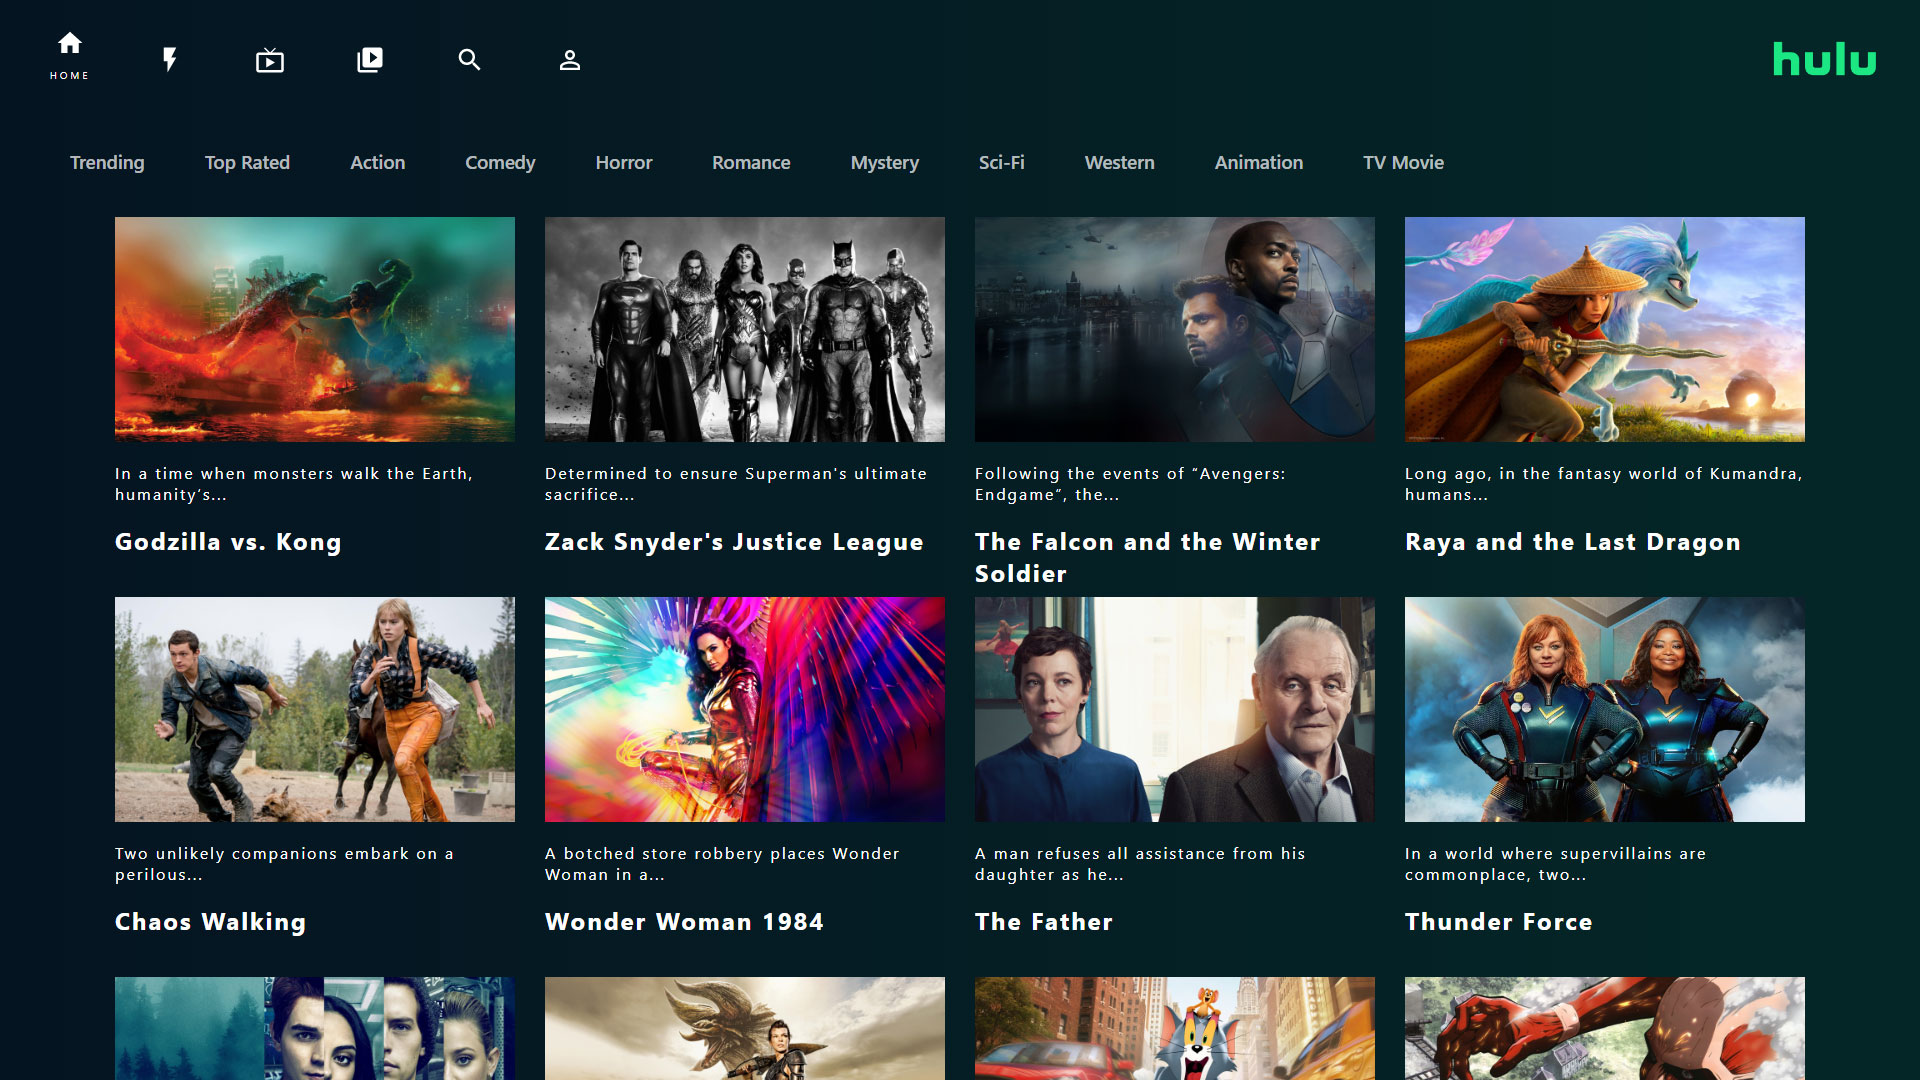 HOME
hulu
Trending Top Rated Action Comedy Horror Romance Mystery Sci-Fi Western Animation TV Movie
In a time when monsters walk the Earth,
humanity’s...
Godzilla vs. Kong
Determined to ensure Superman's ultimate
sacrifice...
Zack Snyder's Justice League
Following the events of “Avengers:
Endgame”, the...
The Falcon and the Winter
Soldier
Long ago, in the fantasy world of Kumandra,
humans...
Raya and the Last Dragon
Two unlikely companions embark on a
perilous...
Chaos Walking
A botched store robbery places Wonder
Woman in a...
Wonder Woman 1984
A man refuses all assistance from his
daughter as he...
The Father
In a world where supervillains are
commonplace, two...
Thunder Force